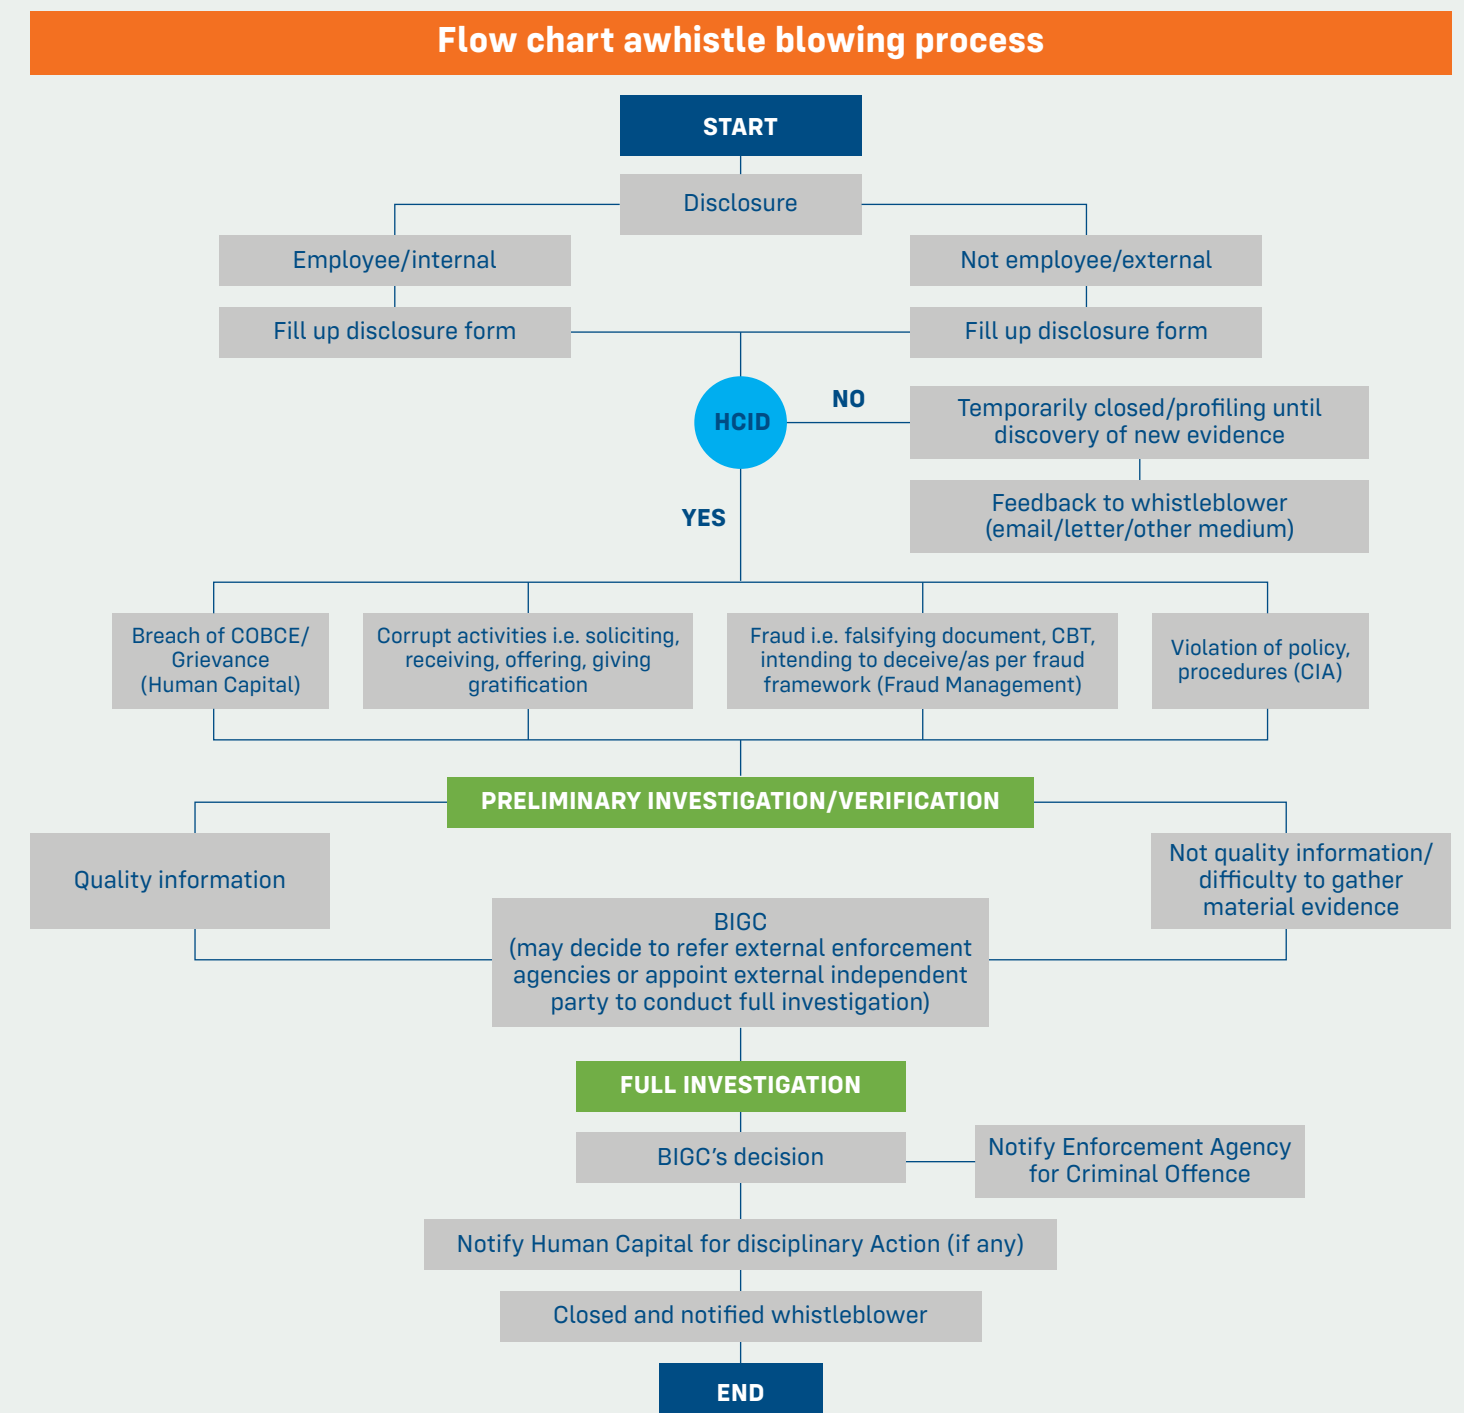 Flow chart awhistle blowing process
START
Disclosure
Employee/internal
Not employee/external
Fill up disclosure form
Fill up disclosure form
HCID
NO
Temporarily closed/profiling until
discovery of new evidence
Feedback to whistleblower
(email/letter/other medium)
YES
Breach of COBCE/
Grievance
(Human Capital)
Corrupt activities i.e. soliciting,
receiving, offering, giving
gratification
Fraud i.e. falsifying document, CBT,
intending to deceive/as per fraud
framework (Fraud Management)
Violation of policy,
procedures (CIA)
PRELIMINARY INVESTIGATION/VERIFICATION
Quality information
Not quality information/
difficulty to gather
material evidence
BIGC
(may decide to refer external enforcement
agencies or appoint external independent
party to conduct full investigation)
FULL INVESTIGATION
BIGC's decision
Notify Enforcement Agency
for Criminal Offence
Notify Human Capital for disciplinary Action (if any)
Closed and notified whistleblower
END